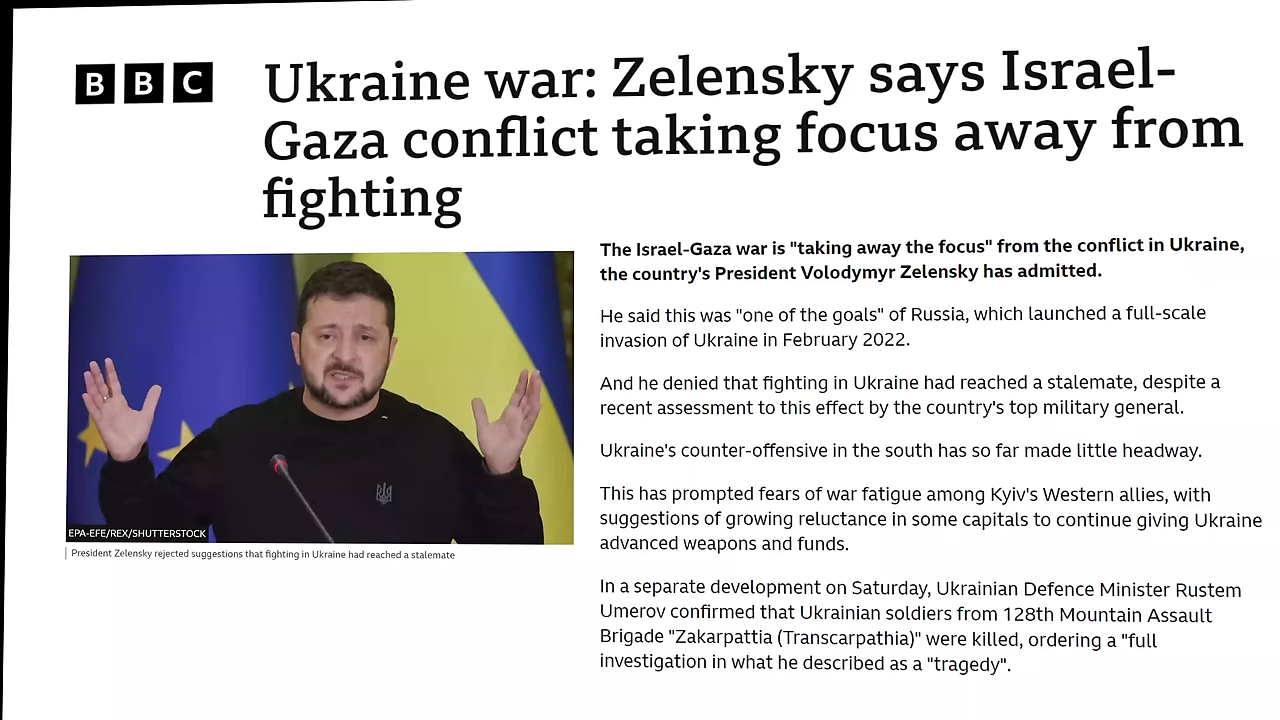 BBC
Ukraine war: Zelensky says Israel-
Gaza conflict taking focus away from
fighting
EPA-EFE/REX/SHUTTERSTOCK
President Zelensky rejected suggestions that fighting in Ukraine had reached a stalemate
The Israel-Gaza war is "taking away the focus" from the conflict in Ukraine,
the country's President Volodymyr Zelensky has admitted.
He said this was "one of the goals" of Russia, which launched a full-scale
invasion of Ukraine in February 2022.
And he denied that fighting in Ukraine had reached a stalemate, despite a
recent assessment to this effect by the country's top military general.
Ukraine's counter-offensive in the south has so far made little headway.
This has prompted fears of war fatigue among Kyiv's Western allies, with
suggestions of growing reluctance in some capitals to continue giving Ukraine
advanced weapons and funds.
In a separate development on Saturday, Ukrainian Defence Minister Rustem
Umerov confirmed that Ukrainian soldiers from 128th Mountain Assault
Brigade "Zakarpattia (Transcarpathia)" were killed, ordering a "full
investigation in what he described as a "tragedy".